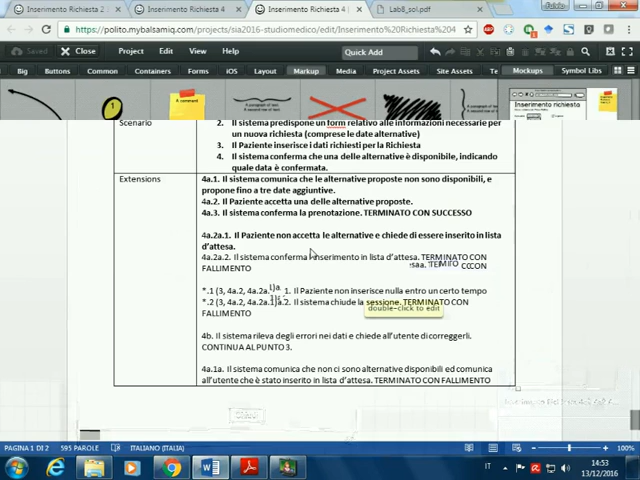 Inserimento Richiesta 2
Inserimento Richiesta 4
Inserimento Richiesta 4
Lab8_sol.pdf
Fulvio
https://polito.mybalsamiq.com/projects/sia2016-studiomedico/edit/Inserimento%20Richiesta%204
Saved
Close
Project
Edit
View
Help
Quick Add
Big
Buttons
Common
Containers
Forms
iOS
Layout
Markup
Media
Project Assets
Site Assets
Te
Mockups
Symbol Libs
1
A comment
A paragraph of text
Inserimento richiesta
Scenario
2. Il sistema predispone un form relativo alle informazioni necessarie per
un nuova richiesta (comprese le date alternative)
3. Il Paziente inserisce i dati richiesti per la Richiesta
4. Il sistema conferma che una delle alternative è disponibile, indicando
quale data è confermata.
Extensions
4a.1. Il sistema comunica che le alternative proposte non sono disponibili, e
propone fino a tre date aggiuntive.
4a.2. Il Paziente accetta una delle alternative proposte.
4a.3. Il sistema conferma la prenotazione. TERMINATO CON SUCCESSO
4a.2a.1. Il Paziente non accetta le alternative e chiede di essere inserito in lista
d'attesa.
4a.2a.2. Il sistema conferma l'inserimento in lista d'attesa. TERMINATO CON
FALLIMENTO
*.1 (3, 4a.2, 4a.2a.1)a.1. Il Paziente non inserisce nulla entro un certo tempo
*.2 (3, 4a.2, 4a.2a.1)a.2. Il sistema chiude la sessione. TERMINATO CON
FALLIMENTO
double-click to edit
4b. Il sistema rileva degli errori nei dati e chiede all'utente di correggerli.
CONTINUA AL PUNTO 3.
4a.1a. Il sistema comunica che non ci sono alternative disponibili ed comunica
all'utente che è stato inserito in lista d'attesa. TERMINATO CON FALLIMENTO
PAGINA 1 DI 2
595 PAROLE
ITALIANO (ITALIA)
100%
IT
14:53
13/12/2016